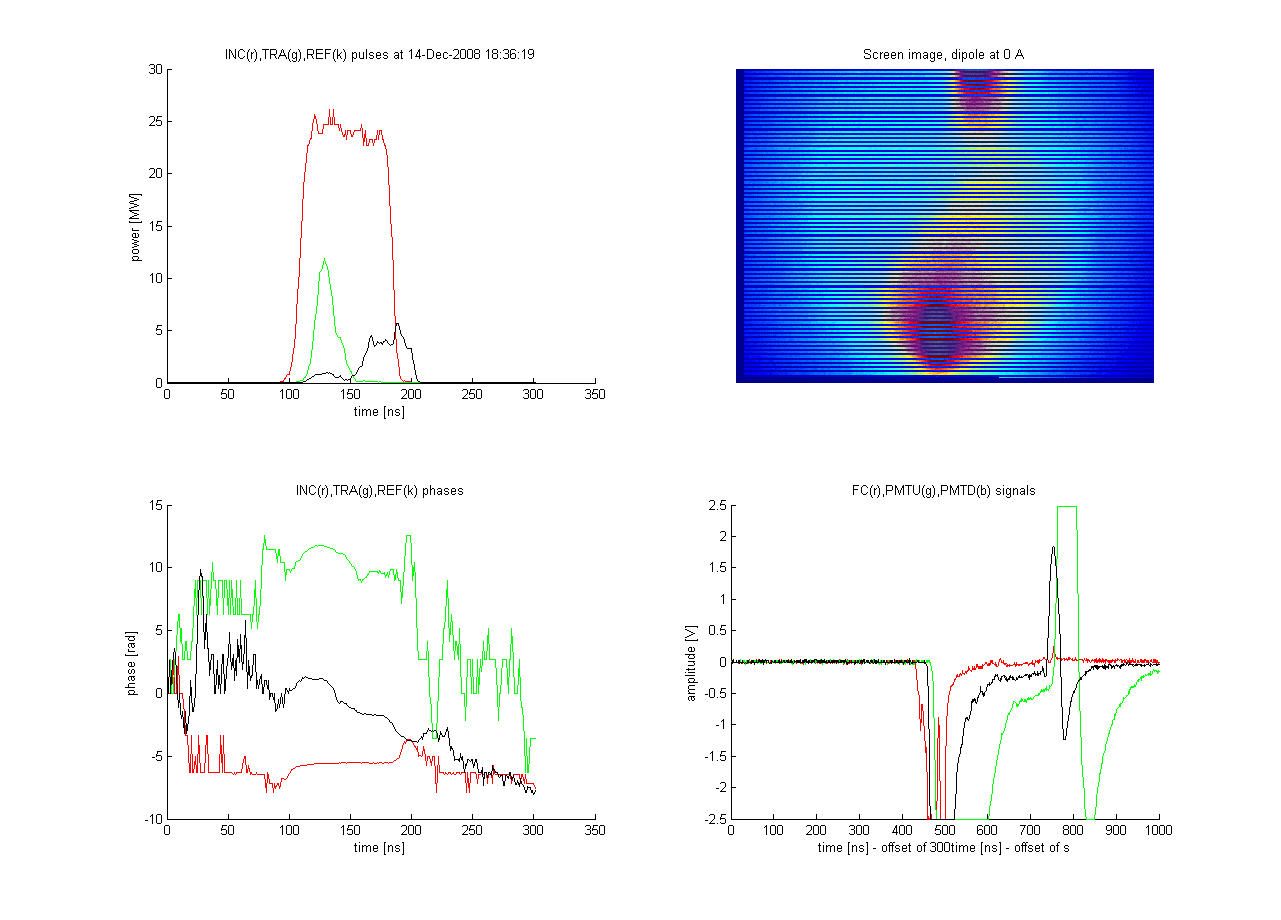 INC(r),TRA(g),REF(k) pulses at 14-Dec-2008 18:36:19
30
25
20
15
10
5
0
power [MW]
0 50 100 150 200 250 300 350
time [ns]
Screen image, dipole at 0 A
INC(r),TRA(g),REF(k) phases
15
10
5
0
-5
-10
phase [rad]
0 50 100 150 200 250 300 350
time [ns]
FC(r),PMTU(g),PMTD(b) signals
2.5
2
1.5
1
0.5
0
-0.5
-1
-1.5
-2
-2.5
amplitude [V]
0 100 200 300 400 500 600 700 800 900 1000
time [ns] - offset of 300time [ns] - offset of s